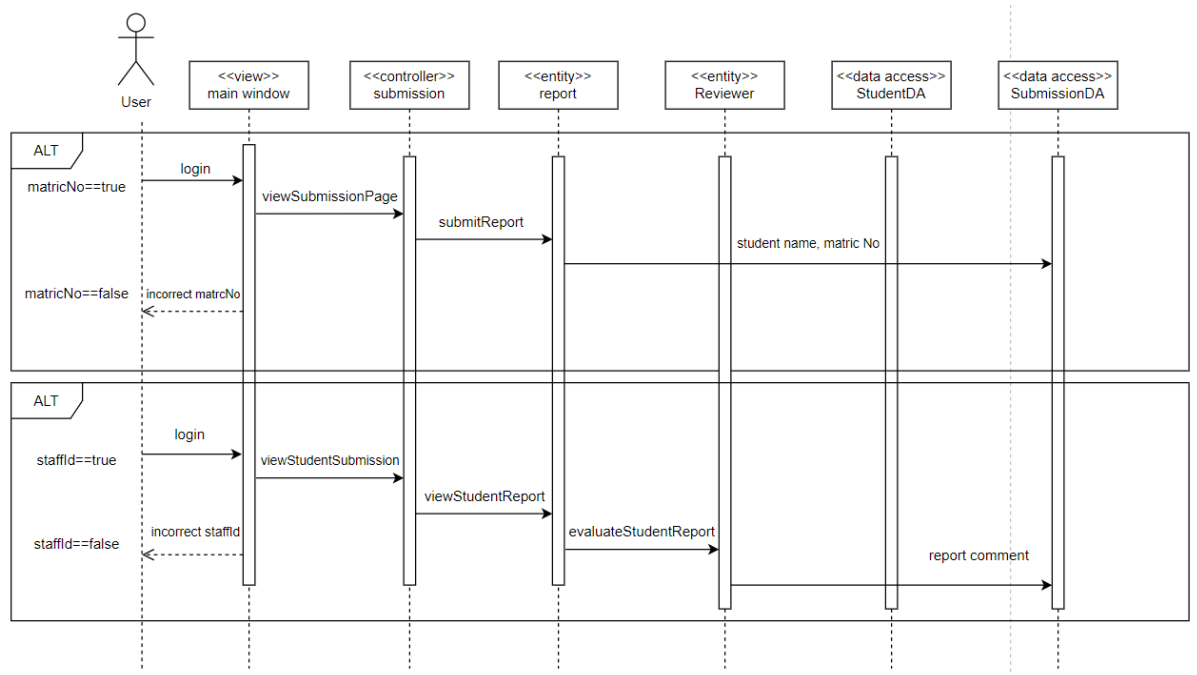 User
<<view>>
main window
<<controller>>
submission
<<entity>>
report
<<entity>>
Reviewer
<<data access>>
StudentDA
<<data access>>
SubmissionDA
ALT
matricNo==true
login
viewSubmissionPage
submitReport
student name, matric No
matricNo==false
incorrect matrcNo
ALT
login
staffId==true
viewStudentSubmission
viewStudentReport
evaluateStudentReport
staffId==false
incorrect staffId
report comment